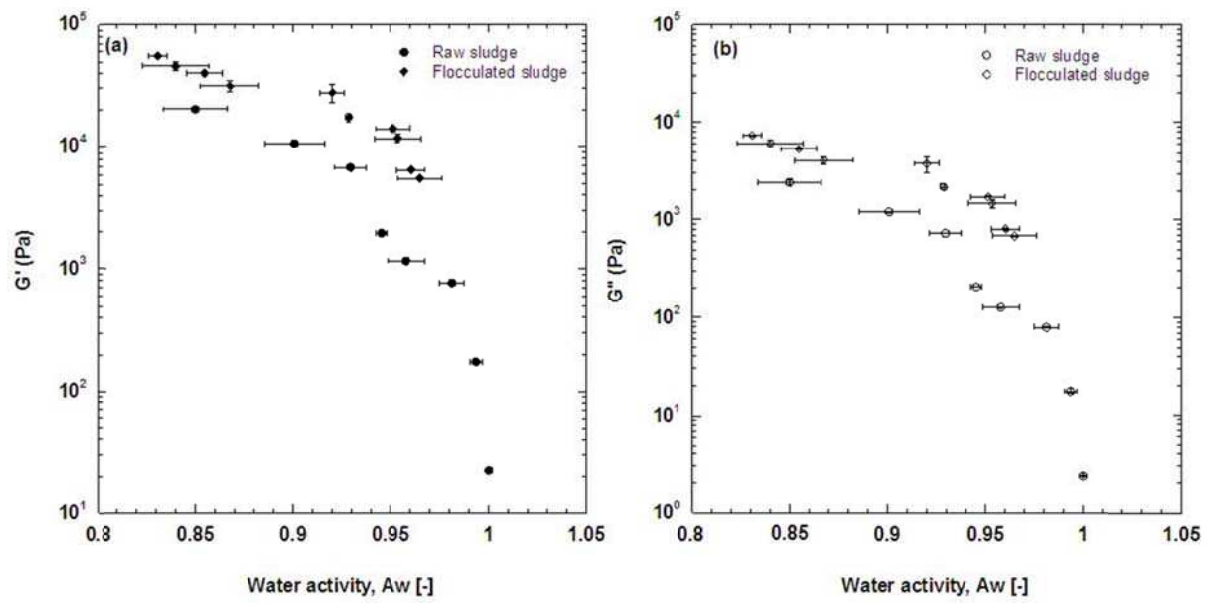 (a)
Raw sludge
Flocculated sludge
10^5
10^4
10^3
10^2
10^1
G' (Pa)
0.8 0.85 0.9 0.95 1 1.05
Water activity, Aw [-]
(b)
Raw sludge
Flocculated sludge
10^5
10^4
10^3
10^2
10^1
10^0
G" (Pa)
0.8 0.85 0.9 0.95 1 1.05
Water activity, Aw [-]